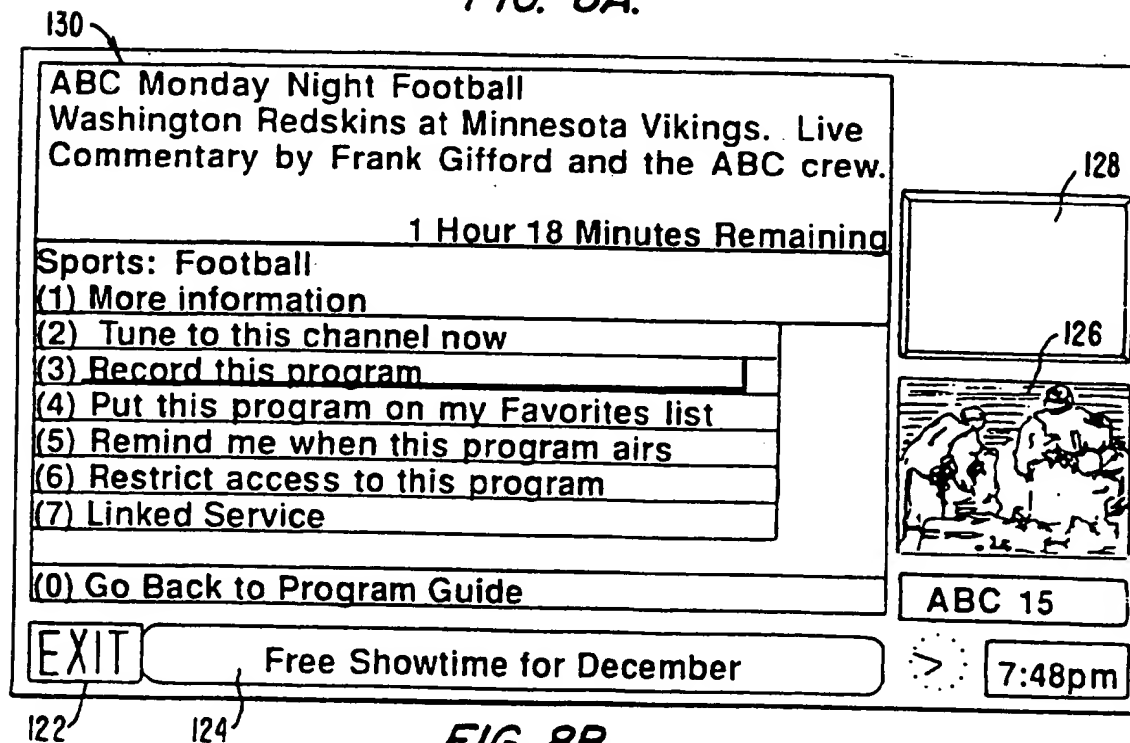 FIG. 8A.
130
ABC Monday Night Football
Washington Redskins at Minnesota Vikings. Live
Commentary by Frank Gifford and the ABC crew.
1 Hour 18 Minutes Remaining
Sports: Football
(1) More information
(2) Tune to this channel now
(3) Record this program
(4) Put this program on my Favorites list
(5) Remind me when this program airs
(6) Restrict access to this program
(7) Linked Service
(0) Go Back to Program Guide
128
126
ABC 15
EXIT
Free Showtime for December
7:48pm
122
124
FIG. 8B.